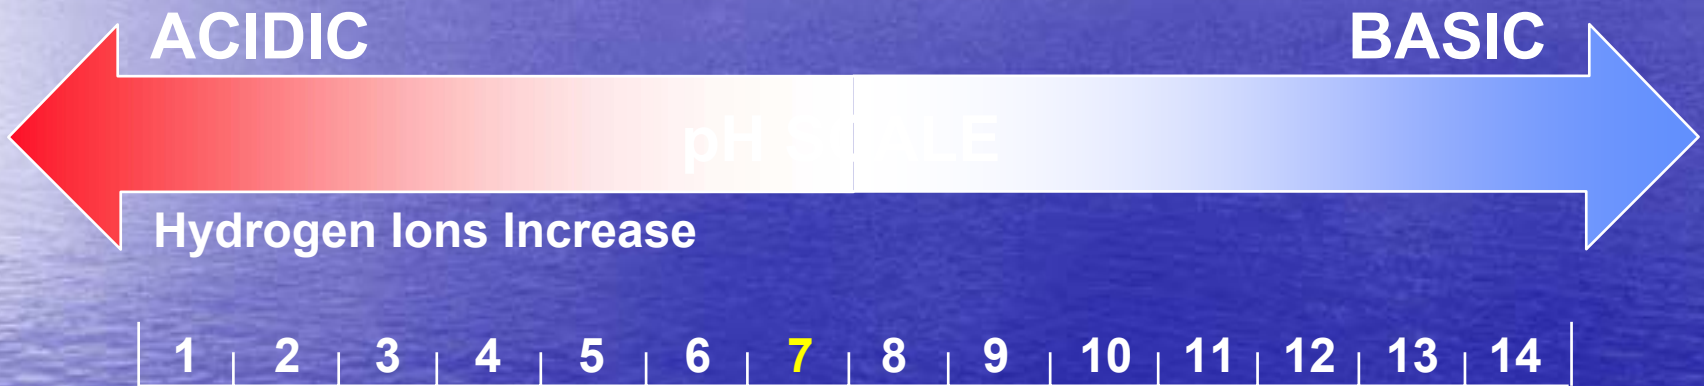 ACIDIC BASIC
pH SCALE
Hydrogen Ions Increase
1 2 3 4 5 6 7 8 9 10 11 12 13 14